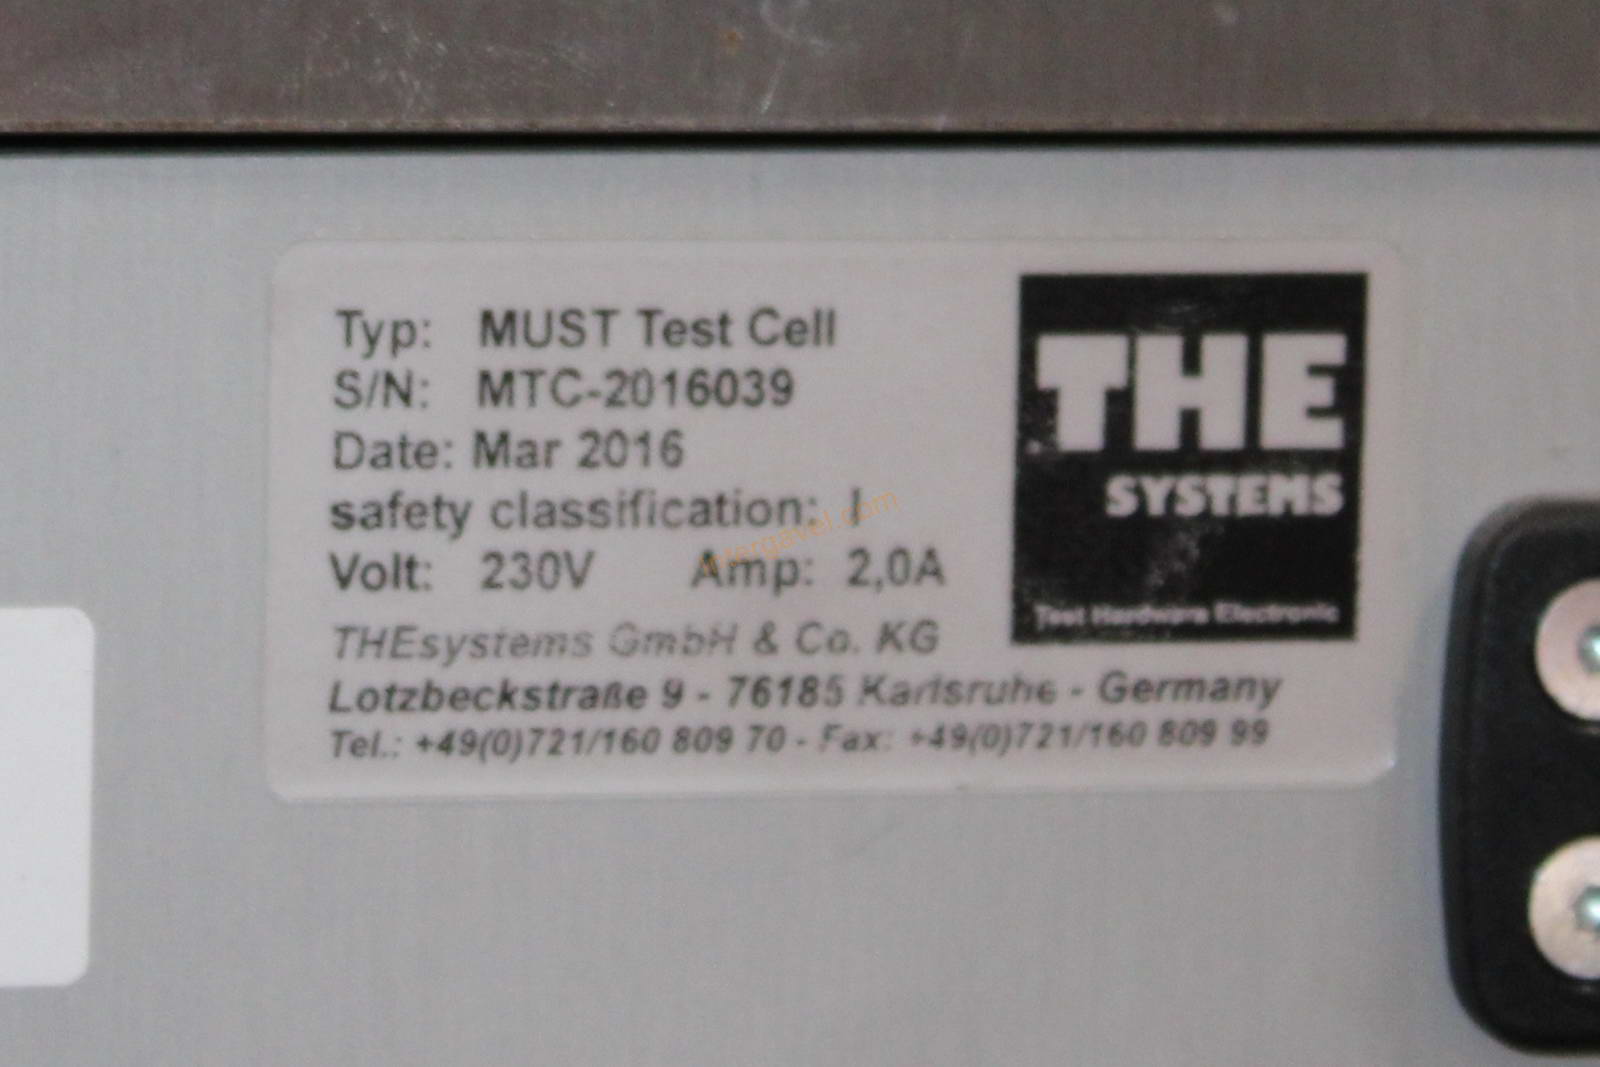 Typ: MUST Test Cell
S/N: MTC-2016039
Date: Mar 2016
safety classification: I
Volt: 230V Amp: 2,0A
THEsystems GmbH & Co. KG
Lotzbeckstraße 9 - 76185 Karlsruhe - Germany
Tel.: +49(0)721/160 809 70 - Fax: +49(0)721/160 809 99
THE
SYSTEMS
Test Hardware Electronic
intergavel.com